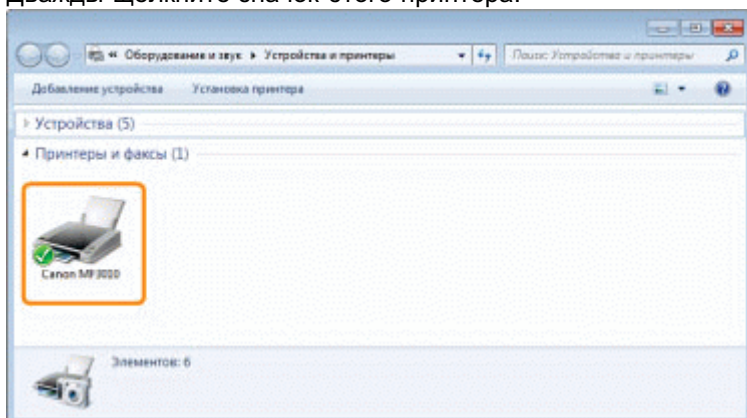 Дважды щелкните значок этого принтера.
« Оборудование и звук ▸ Устройства и принтеры
Поиск: Устройства и принтеры
Добавление устройства Установка принтера
Устройства (5)
Принтеры и факсы (1)
Canon MF3010
Элементов: 6